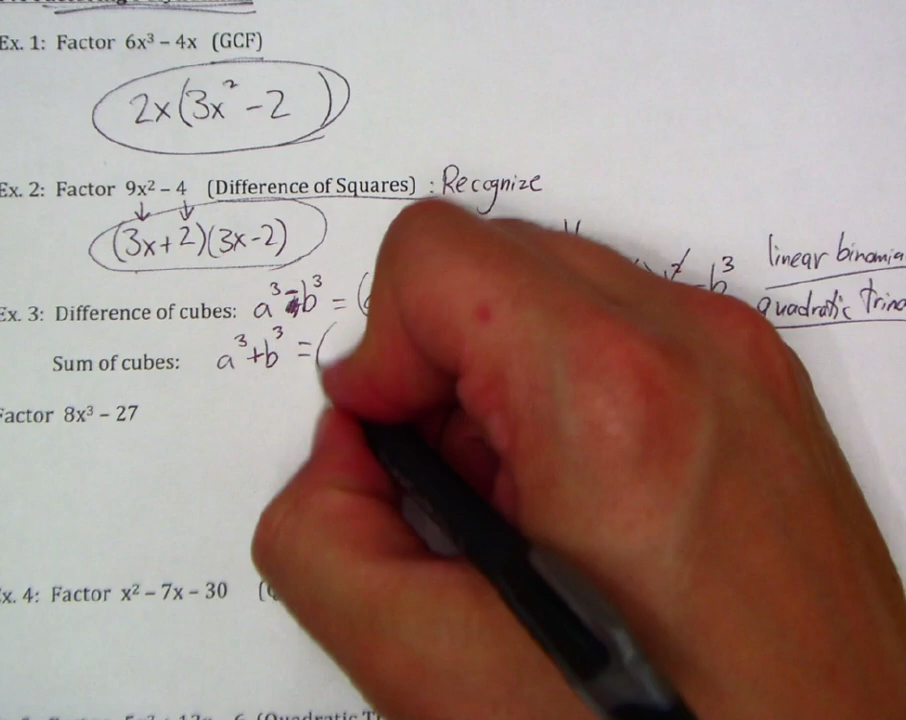 Ex. 1: Factor 6x³ – 4x (GCF)
2x(3x² - 2 )
Ex. 2: Factor 9x² – 4 (Difference of Squares) : Recognize
(3x+2)(3x-2)
linear binomia
Ex. 3: Difference of cubes: a³-b³ = (
b³
quadratic trino
Sum of cubes: a³+b³ = (
Factor 8x³ – 27
x. 4: Factor x² – 7x – 30 (